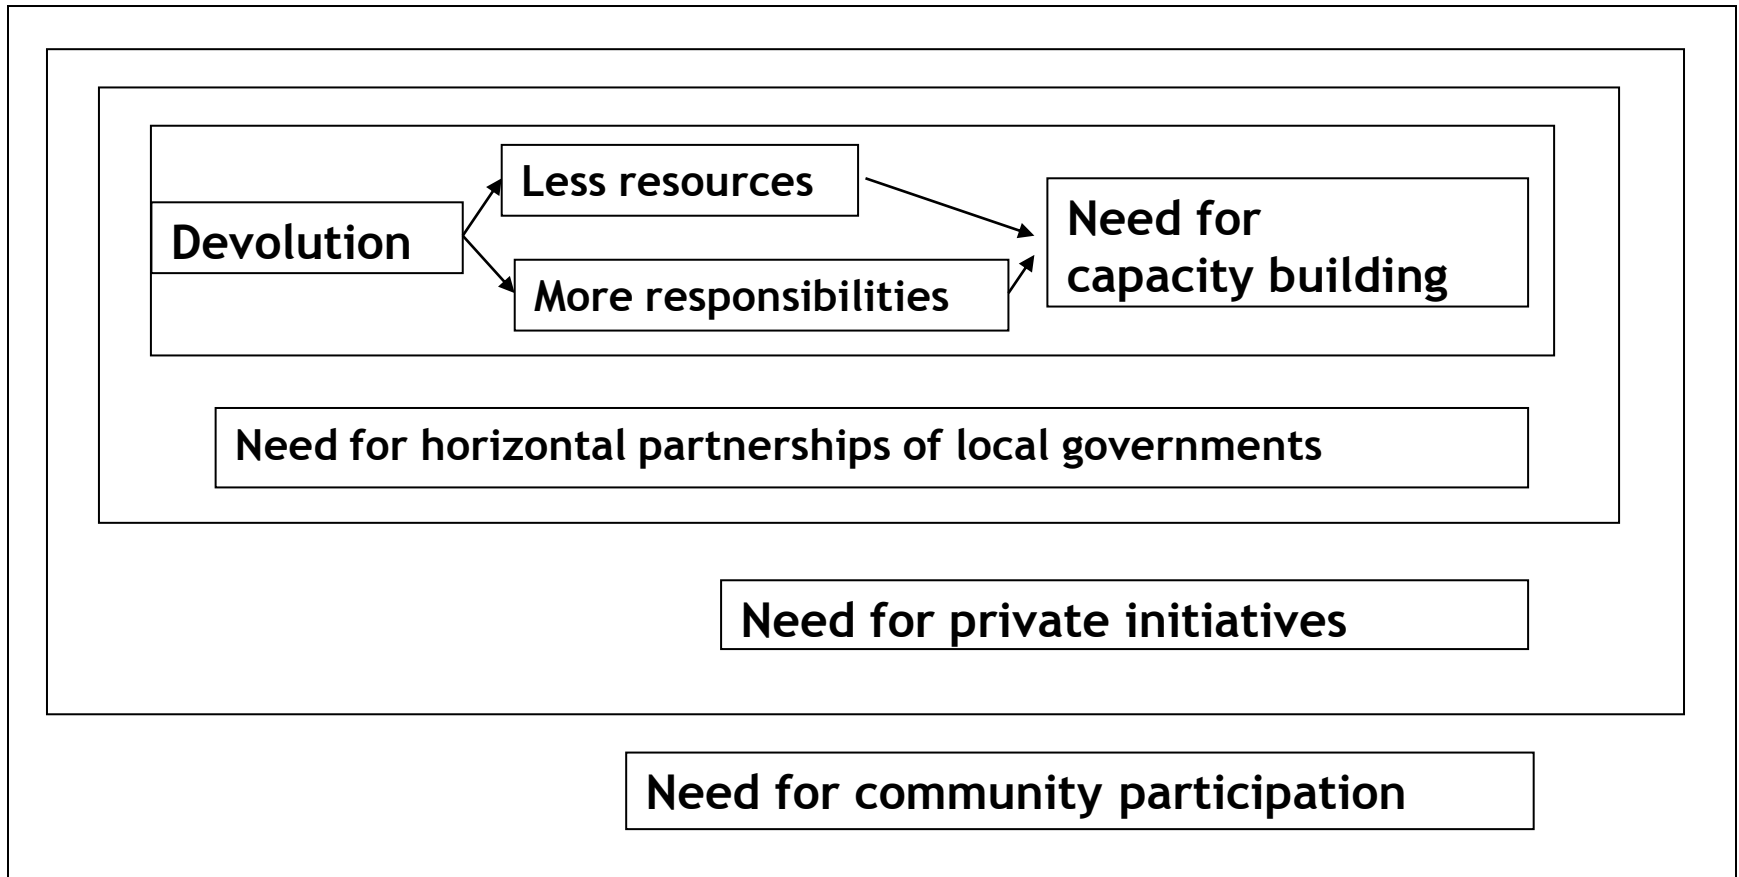 Less resources
Devolution
More responsibilities
Need for
capacity building
Need for horizontal partnerships of local governments
Need for private initiatives
Need for community participation